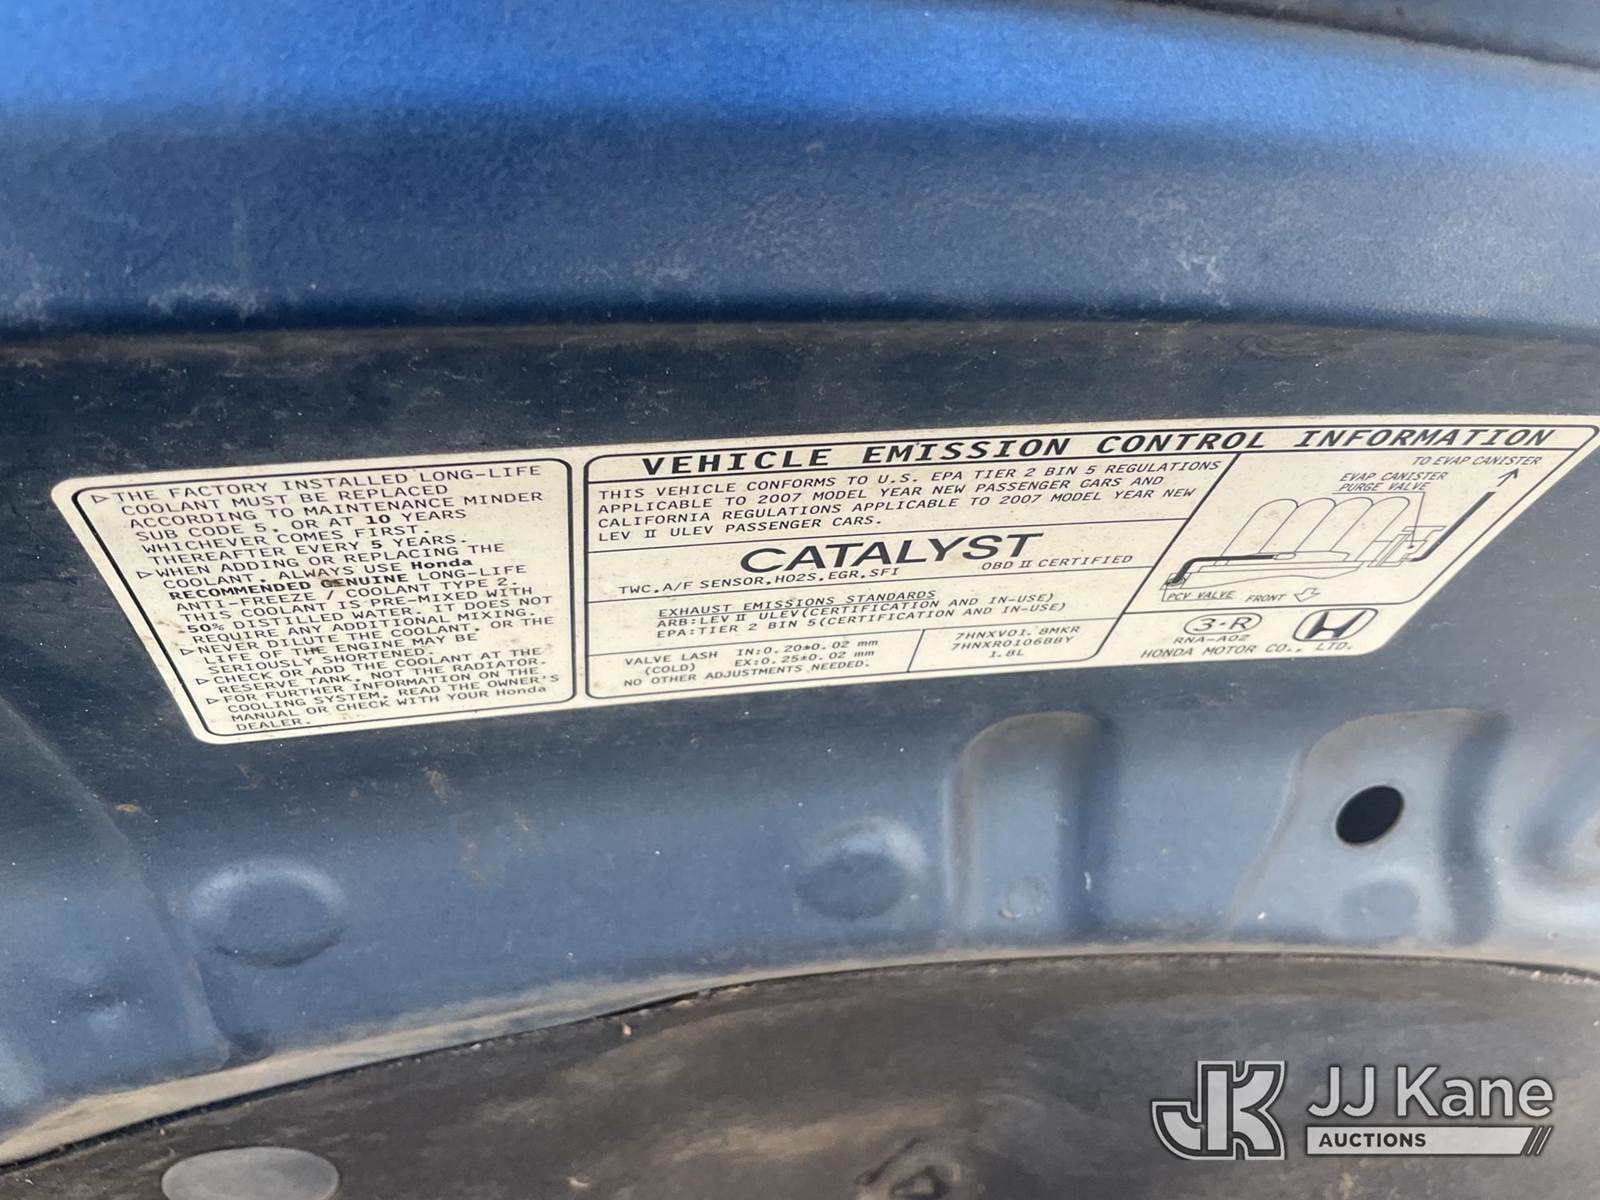 ▷THE FACTORY INSTALLED LONG-LIFE
COOLANT MUST BE REPLACED
ACCORDING TO MAINTENANCE MINDER
SUB CODE 5, OR AT 10 YEARS
WHICHEVER COMES FIRST,
THEREAFTER EVERY 5 YEARS.
▷WHEN ADDING OR REPLACING THE
COOLANT, ALWAYS USE Honda
RECOMMENDED GENUINE LONG-LIFE
ANTI-FREEZE / COOLANT TYPE 2.
THIS COOLANT IS PRE-MIXED WITH
50% DISTILLED WATER. IT DOES NOT
REQUIRE ANY ADDITIONAL MIXING.
▷NEVER DILUTE THE COOLANT, OR THE
LIFE OF THE ENGINE MAY BE
SERIOUSLY SHORTENED.
▷CHECK OR ADD THE COOLANT AT THE
RESERVE TANK, NOT THE RADIATOR.
▷FOR FURTHER INFORMATION ON THE
COOLING SYSTEM, READ THE OWNER'S
MANUAL OR CHECK WITH YOUR Honda
DEALER.
VEHICLE EMISSION CONTROL INFORMATION
THIS VEHICLE CONFORMS TO U.S. EPA TIER 2 BIN 5 REGULATIONS
APPLICABLE TO 2007 MODEL YEAR NEW PASSENGER CARS AND
CALIFORNIA REGULATIONS APPLICABLE TO 2007 MODEL YEAR NEW
LEV II ULEV PASSENGER CARS.
CATALYST
TWC,A/F SENSOR,HO2S,EGR,SFI OBD II CERTIFIED
EXHAUST EMISSIONS STANDARDS
ARB:LEV II ULEV(CERTIFICATION AND IN-USE)
EPA:TIER 2 BIN 5(CERTIFICATION AND IN-USE)
VALVE LASH IN:0.20±0.02 mm
(COLD) EX:0.25±0.02 mm
NO OTHER ADJUSTMENTS NEEDED.
7HNXV01.8MKR
7HNXR0106BBY
1.8L
TO EVAP CANISTER
EVAP CANISTER
PURGE VALVE
PCV VALVE FRONT
3-R
RNA-A02
HONDA MOTOR CO., LTD.
JK JJ Kane
AUCTIONS